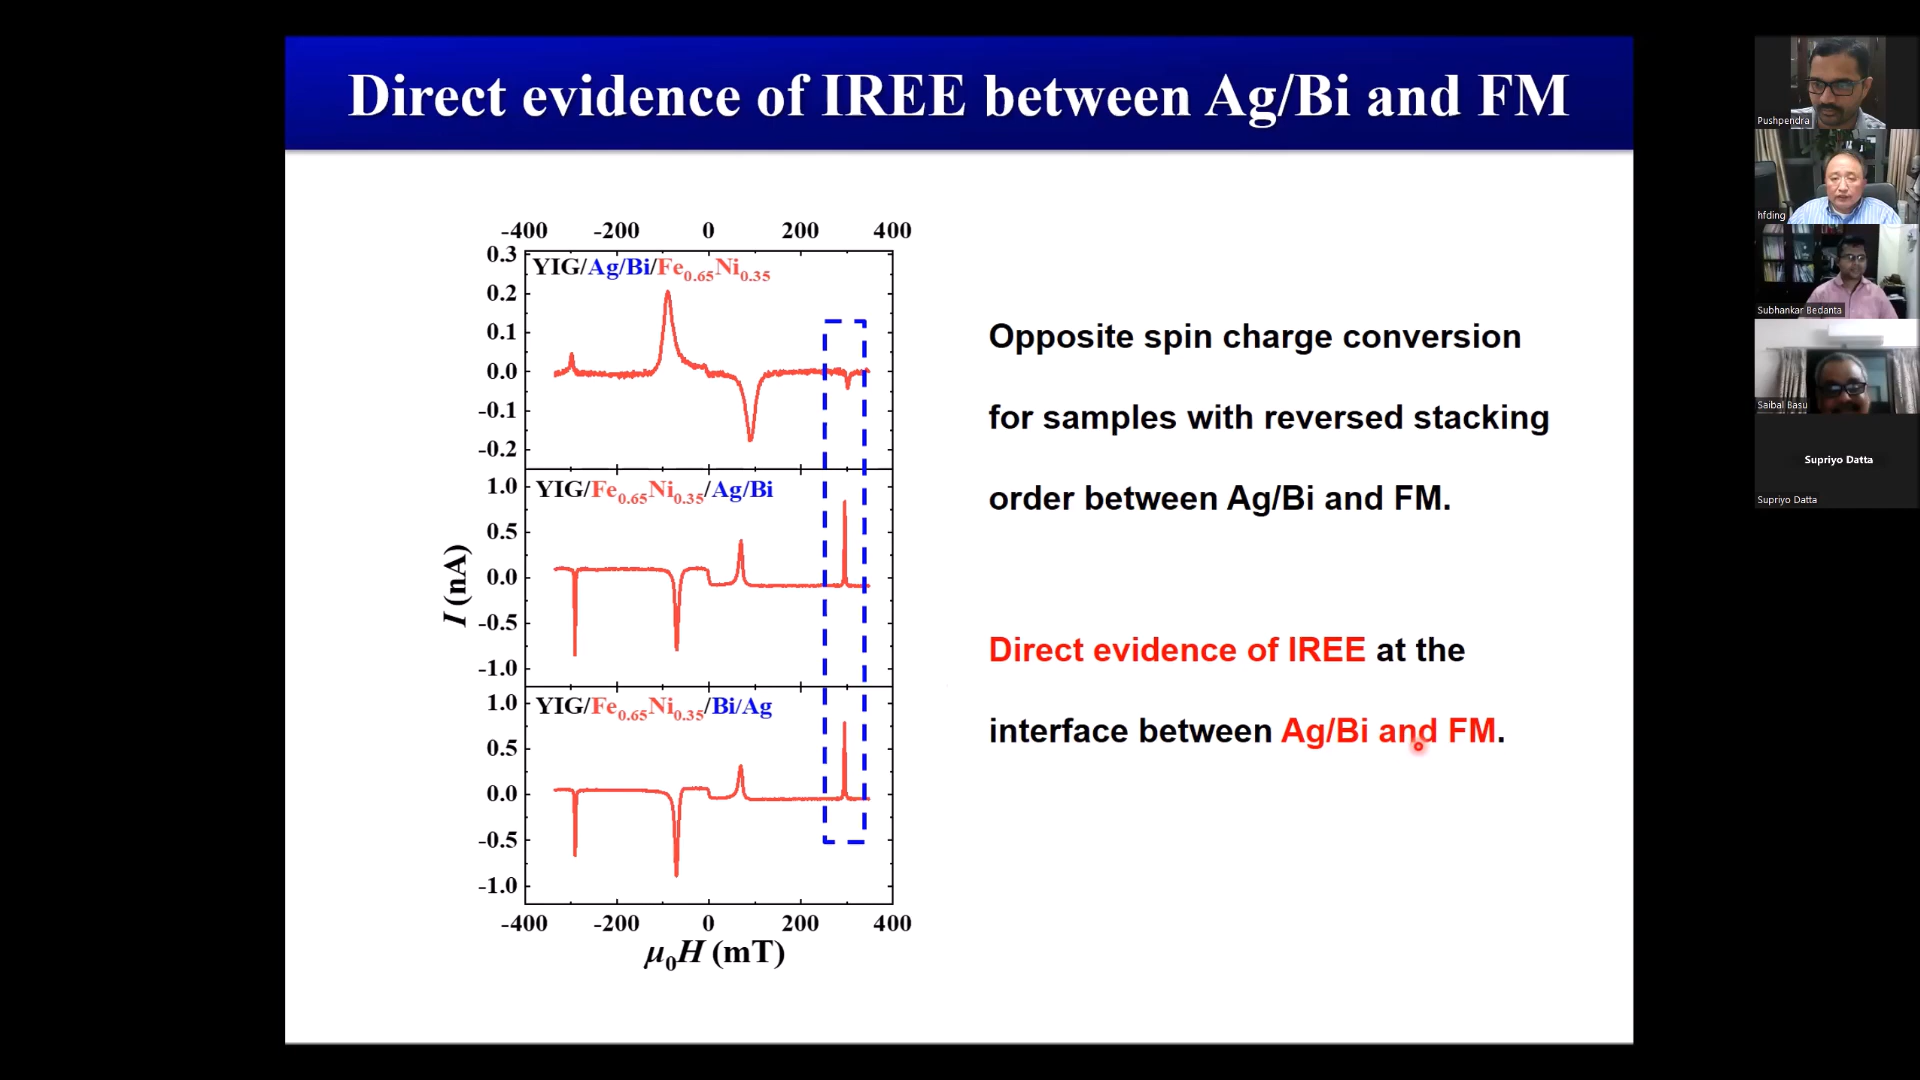 Direct evidence of IREE between Ag/Bi and FM
-400 -200 0 200 400
0.3
YIG/Ag/Bi/Fe0.65Ni0.35
0.2
0.1
0.0
-0.1
-0.2
1.0
YIG/Fe0.65Ni0.35/Ag/Bi
0.5
0.0
-0.5
-1.0
1.0
YIG/Fe0.65Ni0.35/Bi/Ag
0.5
0.0
-0.5
-1.0
I (nA)
-400 -200 0 200 400
μ0H (mT)
Opposite spin charge conversion
for samples with reversed stacking
order between Ag/Bi and FM.
Direct evidence of IREE at the
interface between Ag/Bi and FM.
Pushpendra
hfding
Subhankar Bedanta
Saibal Basu
Supriyo Datta
Supriyo Datta